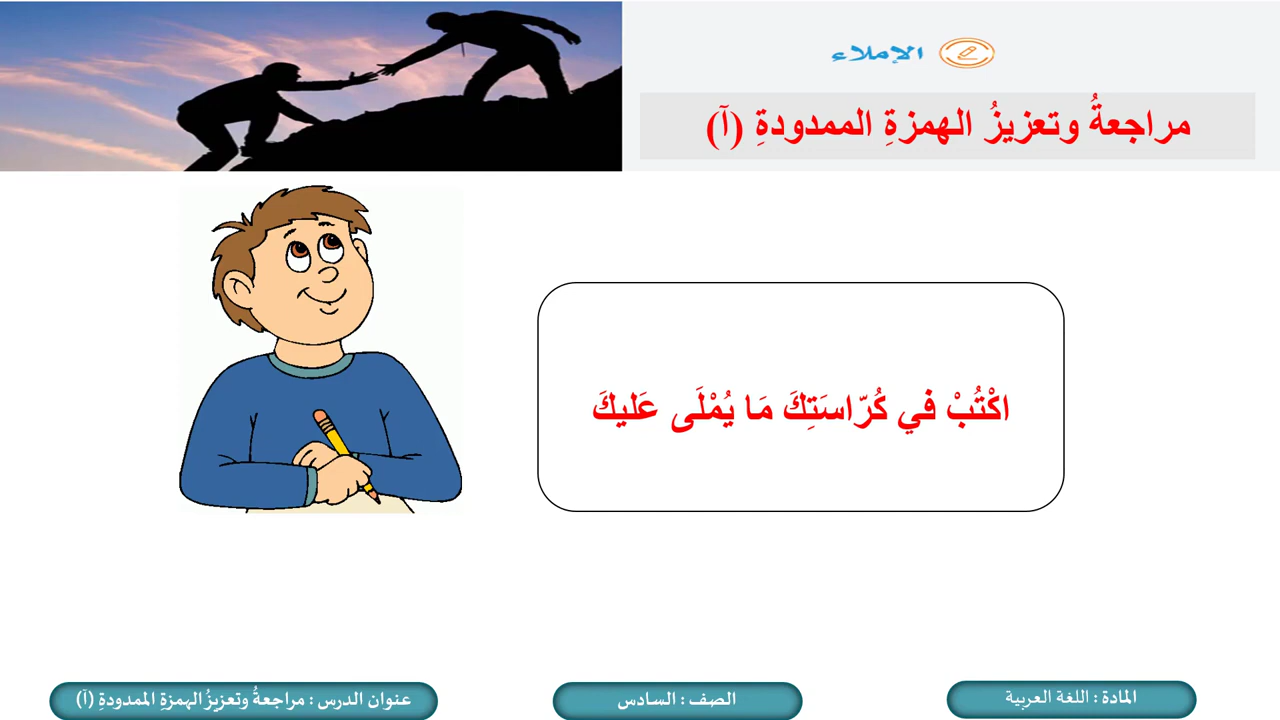 الإملاء
مراجعةُ وتعزيزُ الهمزةِ الممدودةِ (آ)
اكْتُبْ في كُرّاسَتِكَ مَا يُمْلَى عَليكَ
المادة : اللغة العربية
الصف : السادس
عنوان الدرس : مراجعةُ وتعزيزُ الهمزةِ الممدودةِ (آ)